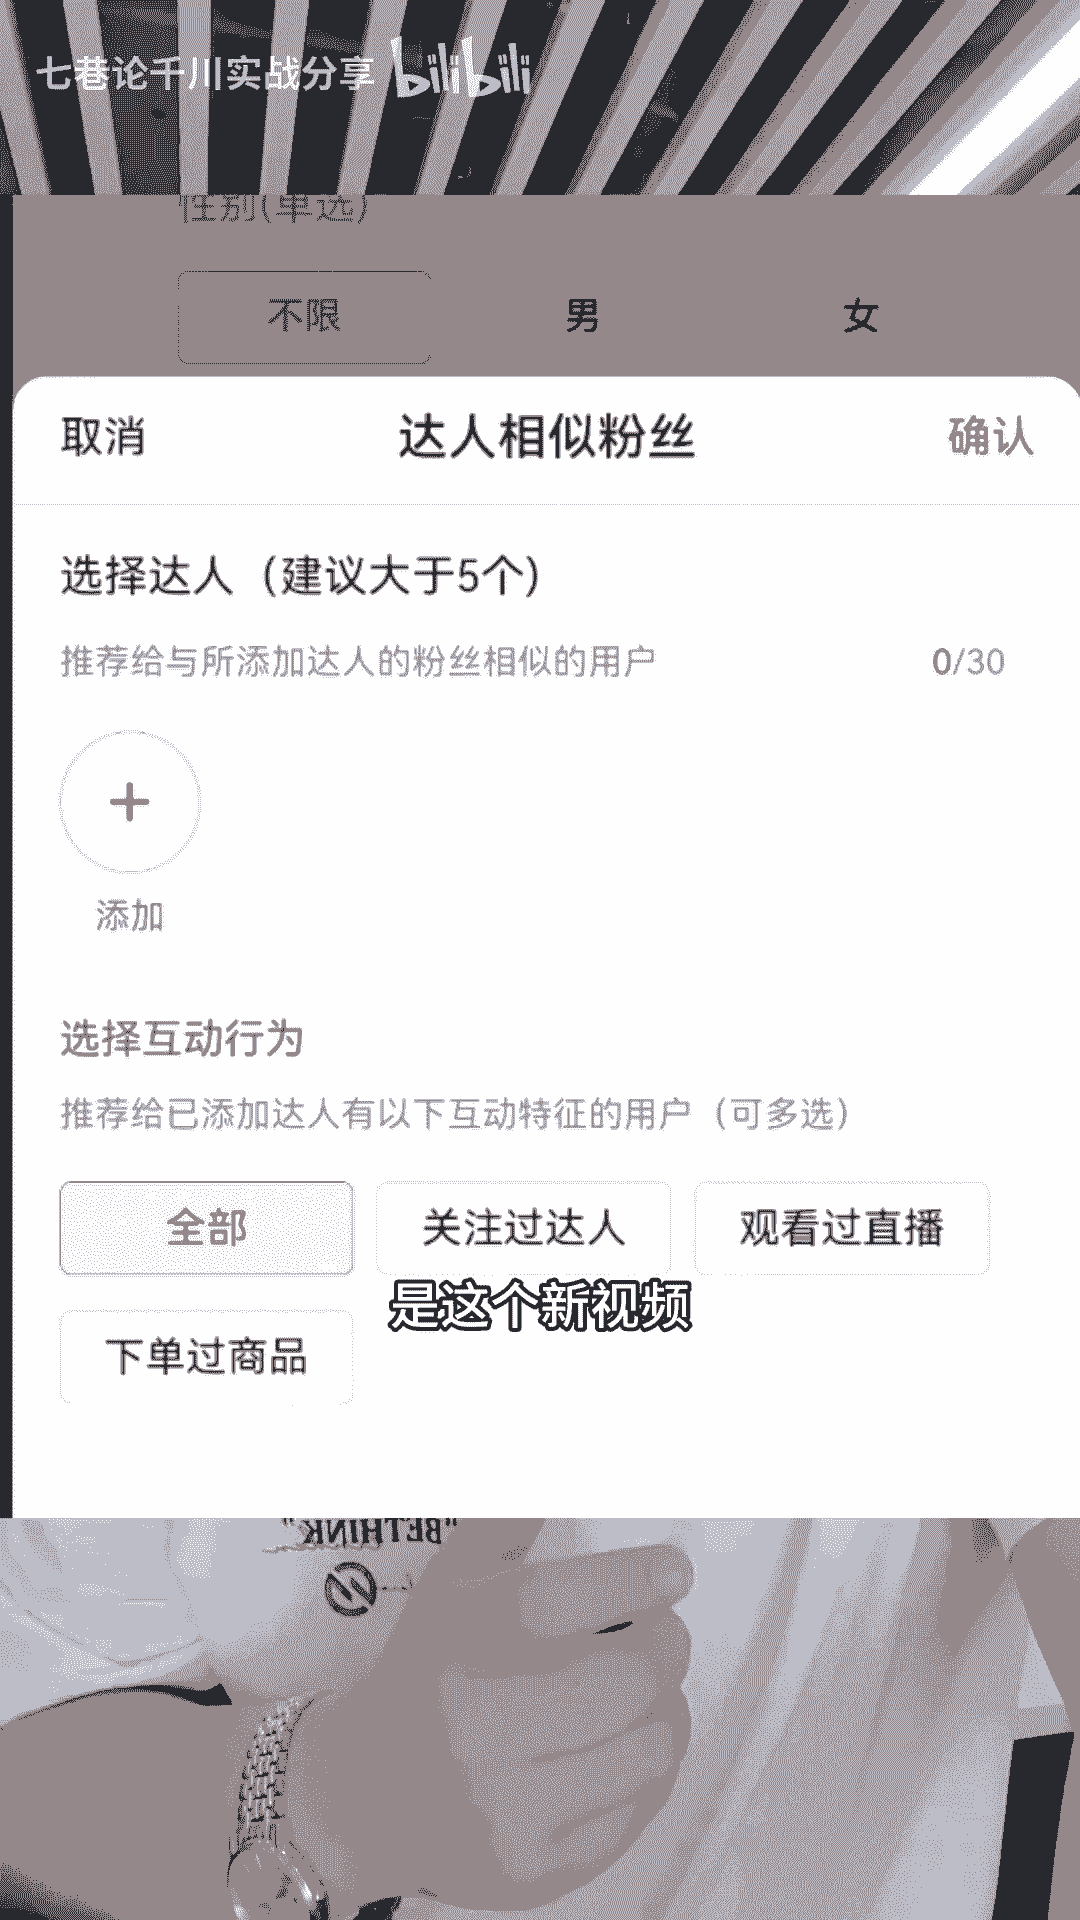 七巷论千川实战分享 bilibili
性别(单选)
不限 男 女
取消 达人相似粉丝 确认
选择达人（建议大于5个）
推荐给与所添加达人的粉丝相似的用户 0/30
+
添加
选择互动行为
推荐给已添加达人有以下互动特征的用户（可多选）
全部 关注过达人 观看过直播
是这个新视频
下单过商品
"BETHINK"